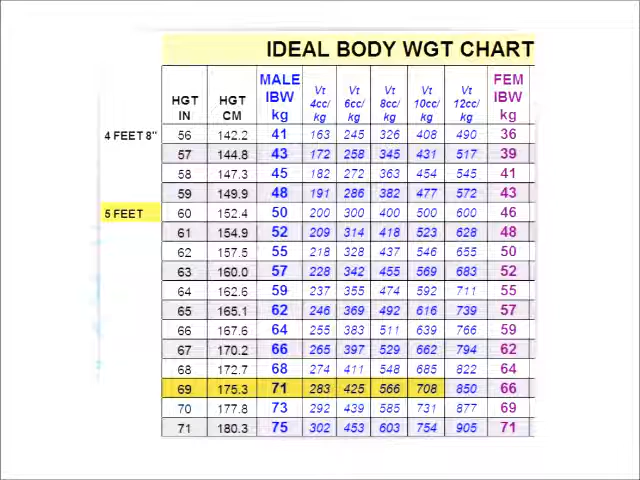 IDEAL BODY WGT CHART
HGT IN HGT CM MALE IBW kg Vt 4cc/ kg Vt 6cc/ kg Vt 8cc/ kg Vt 10cc/ kg Vt 12cc/ kg FEM IBW kg
4 FEET 8" 56 142.2 41 163 245 326 408 490 36
57 144.8 43 172 258 345 431 517 39
58 147.3 45 182 272 363 454 545 41
59 149.9 48 191 286 382 477 572 43
5 FEET 60 152.4 50 200 300 400 500 600 46
61 154.9 52 209 314 418 523 628 48
62 157.5 55 218 328 437 546 655 50
63 160.0 57 228 342 455 569 683 52
64 162.6 59 237 355 474 592 711 55
65 165.1 62 246 369 492 616 739 57
66 167.6 64 255 383 511 639 766 59
67 170.2 66 265 397 529 662 794 62
68 172.7 68 274 411 548 685 822 64
69 175.3 71 283 425 566 708 850 66
70 177.8 73 292 439 585 731 877 69
71 180.3 75 302 453 603 754 905 71